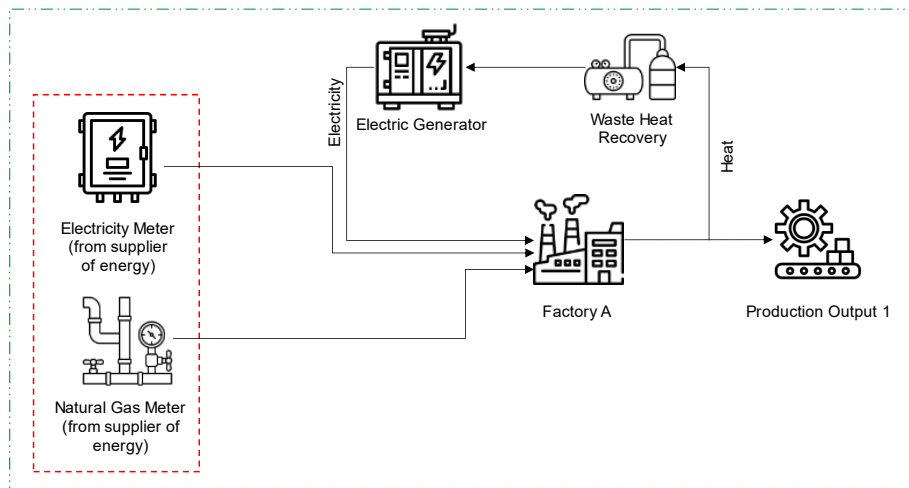 Electricity
Electric Generator
Waste Heat
Recovery
Heat
Electricity Meter
(from supplier
of energy)
Factory A
Production Output 1
Natural Gas Meter
(from supplier of
energy)